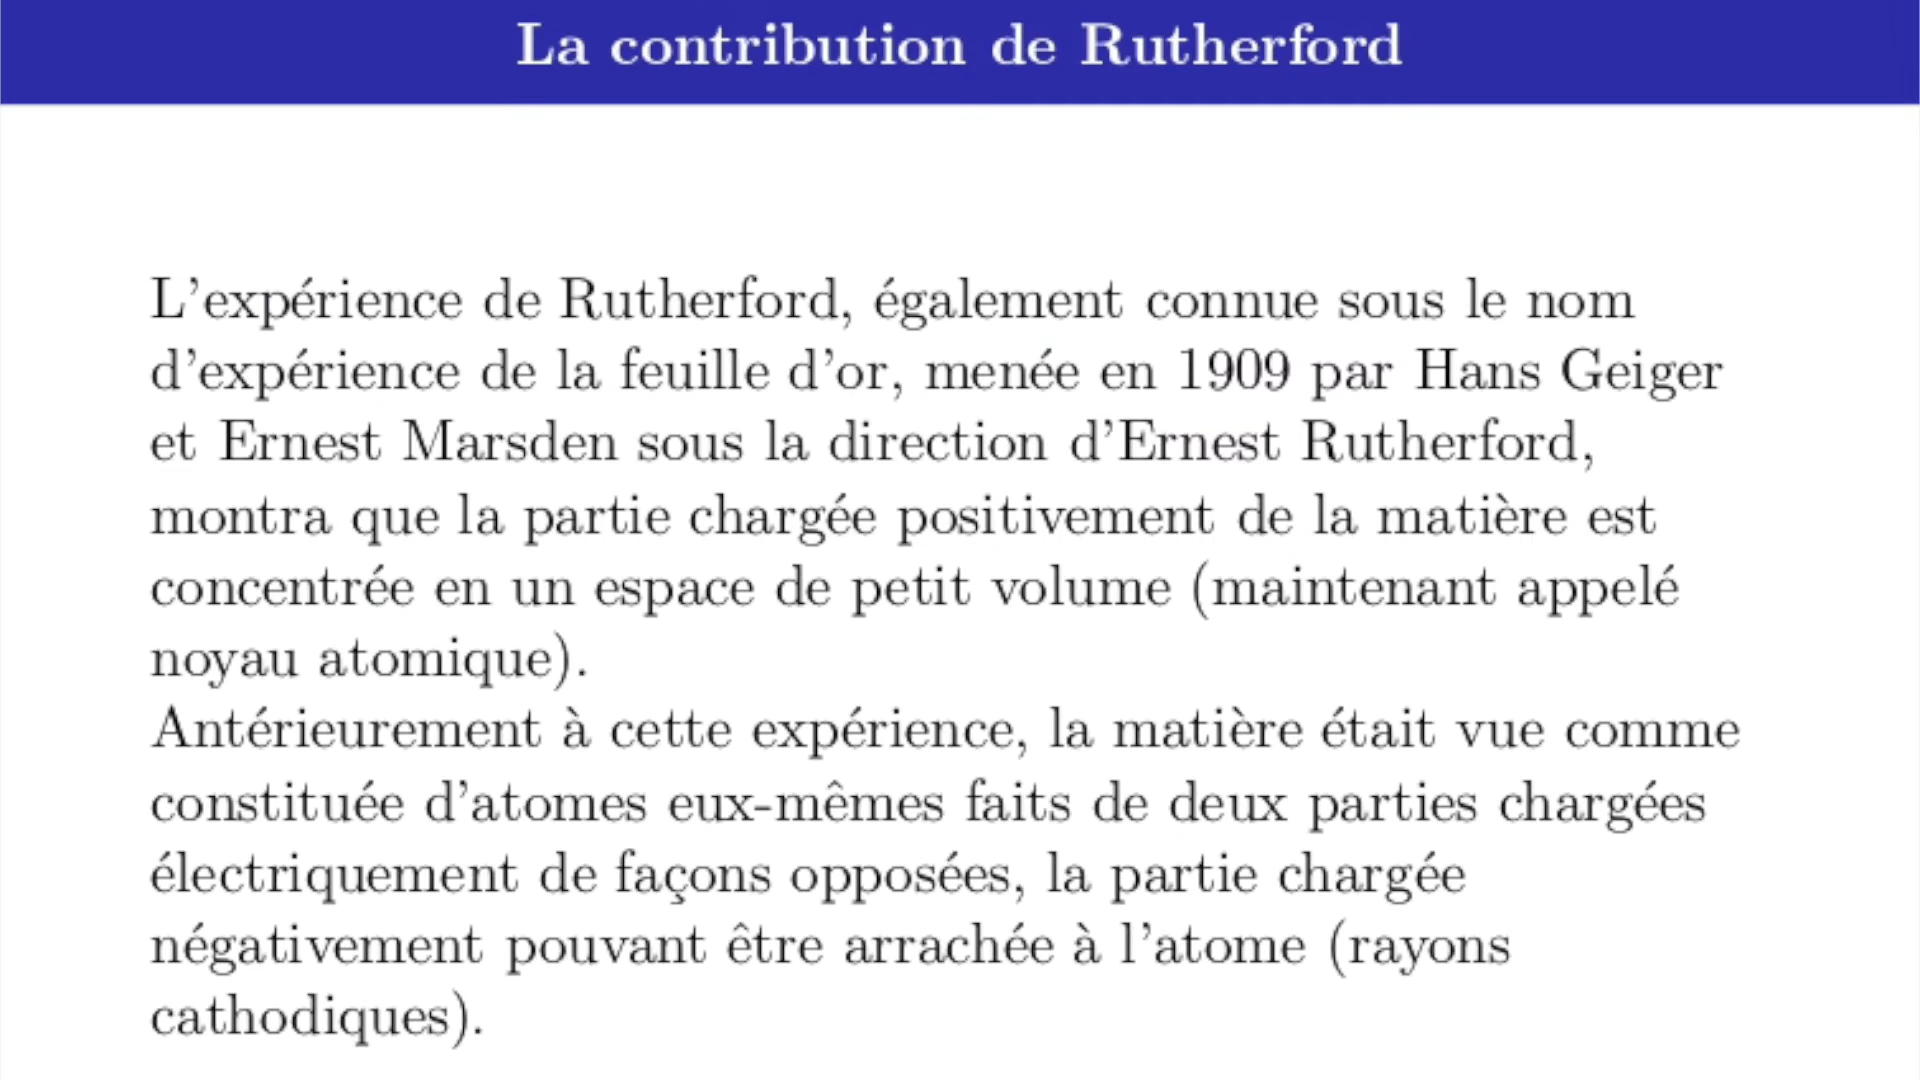 La contribution de Rutherford
L'expérience de Rutherford, également connue sous le nom
d'expérience de la feuille d'or, menée en 1909 par Hans Geiger
et Ernest Marsden sous la direction d'Ernest Rutherford,
montra que la partie chargée positivement de la matière est
concentrée en un espace de petit volume (maintenant appelé
noyau atomique).
Antérieurement à cette expérience, la matière était vue comme
constituée d'atomes eux-mêmes faits de deux parties chargées
électriquement de façons opposées, la partie chargée
négativement pouvant être arrachée à l'atome (rayons
cathodiques).